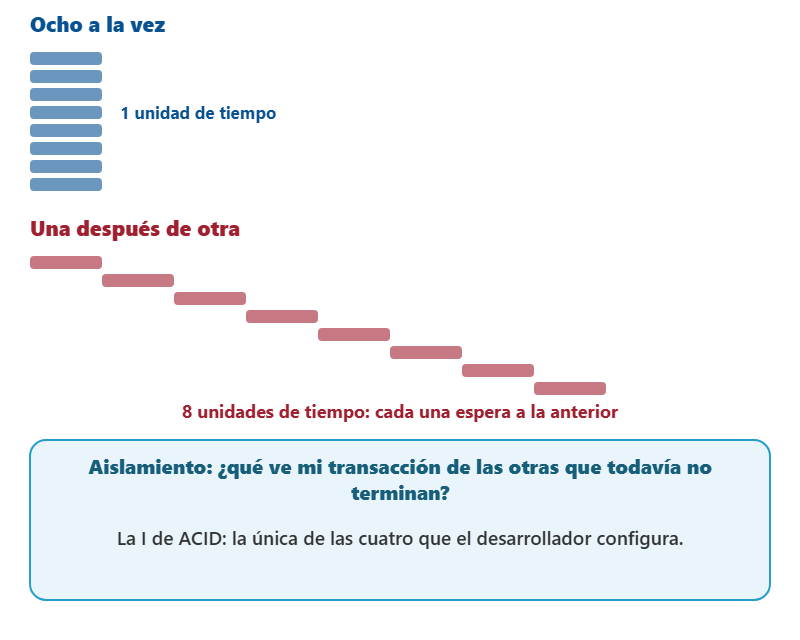 Ocho a la vez
1 unidad de tiempo
Una después de otra
8 unidades de tiempo: cada una espera a la anterior
Aislamiento: ¿qué ve mi transacción de las otras que todavía no
terminan?
La I de ACID: la única de las cuatro que el desarrollador configura.